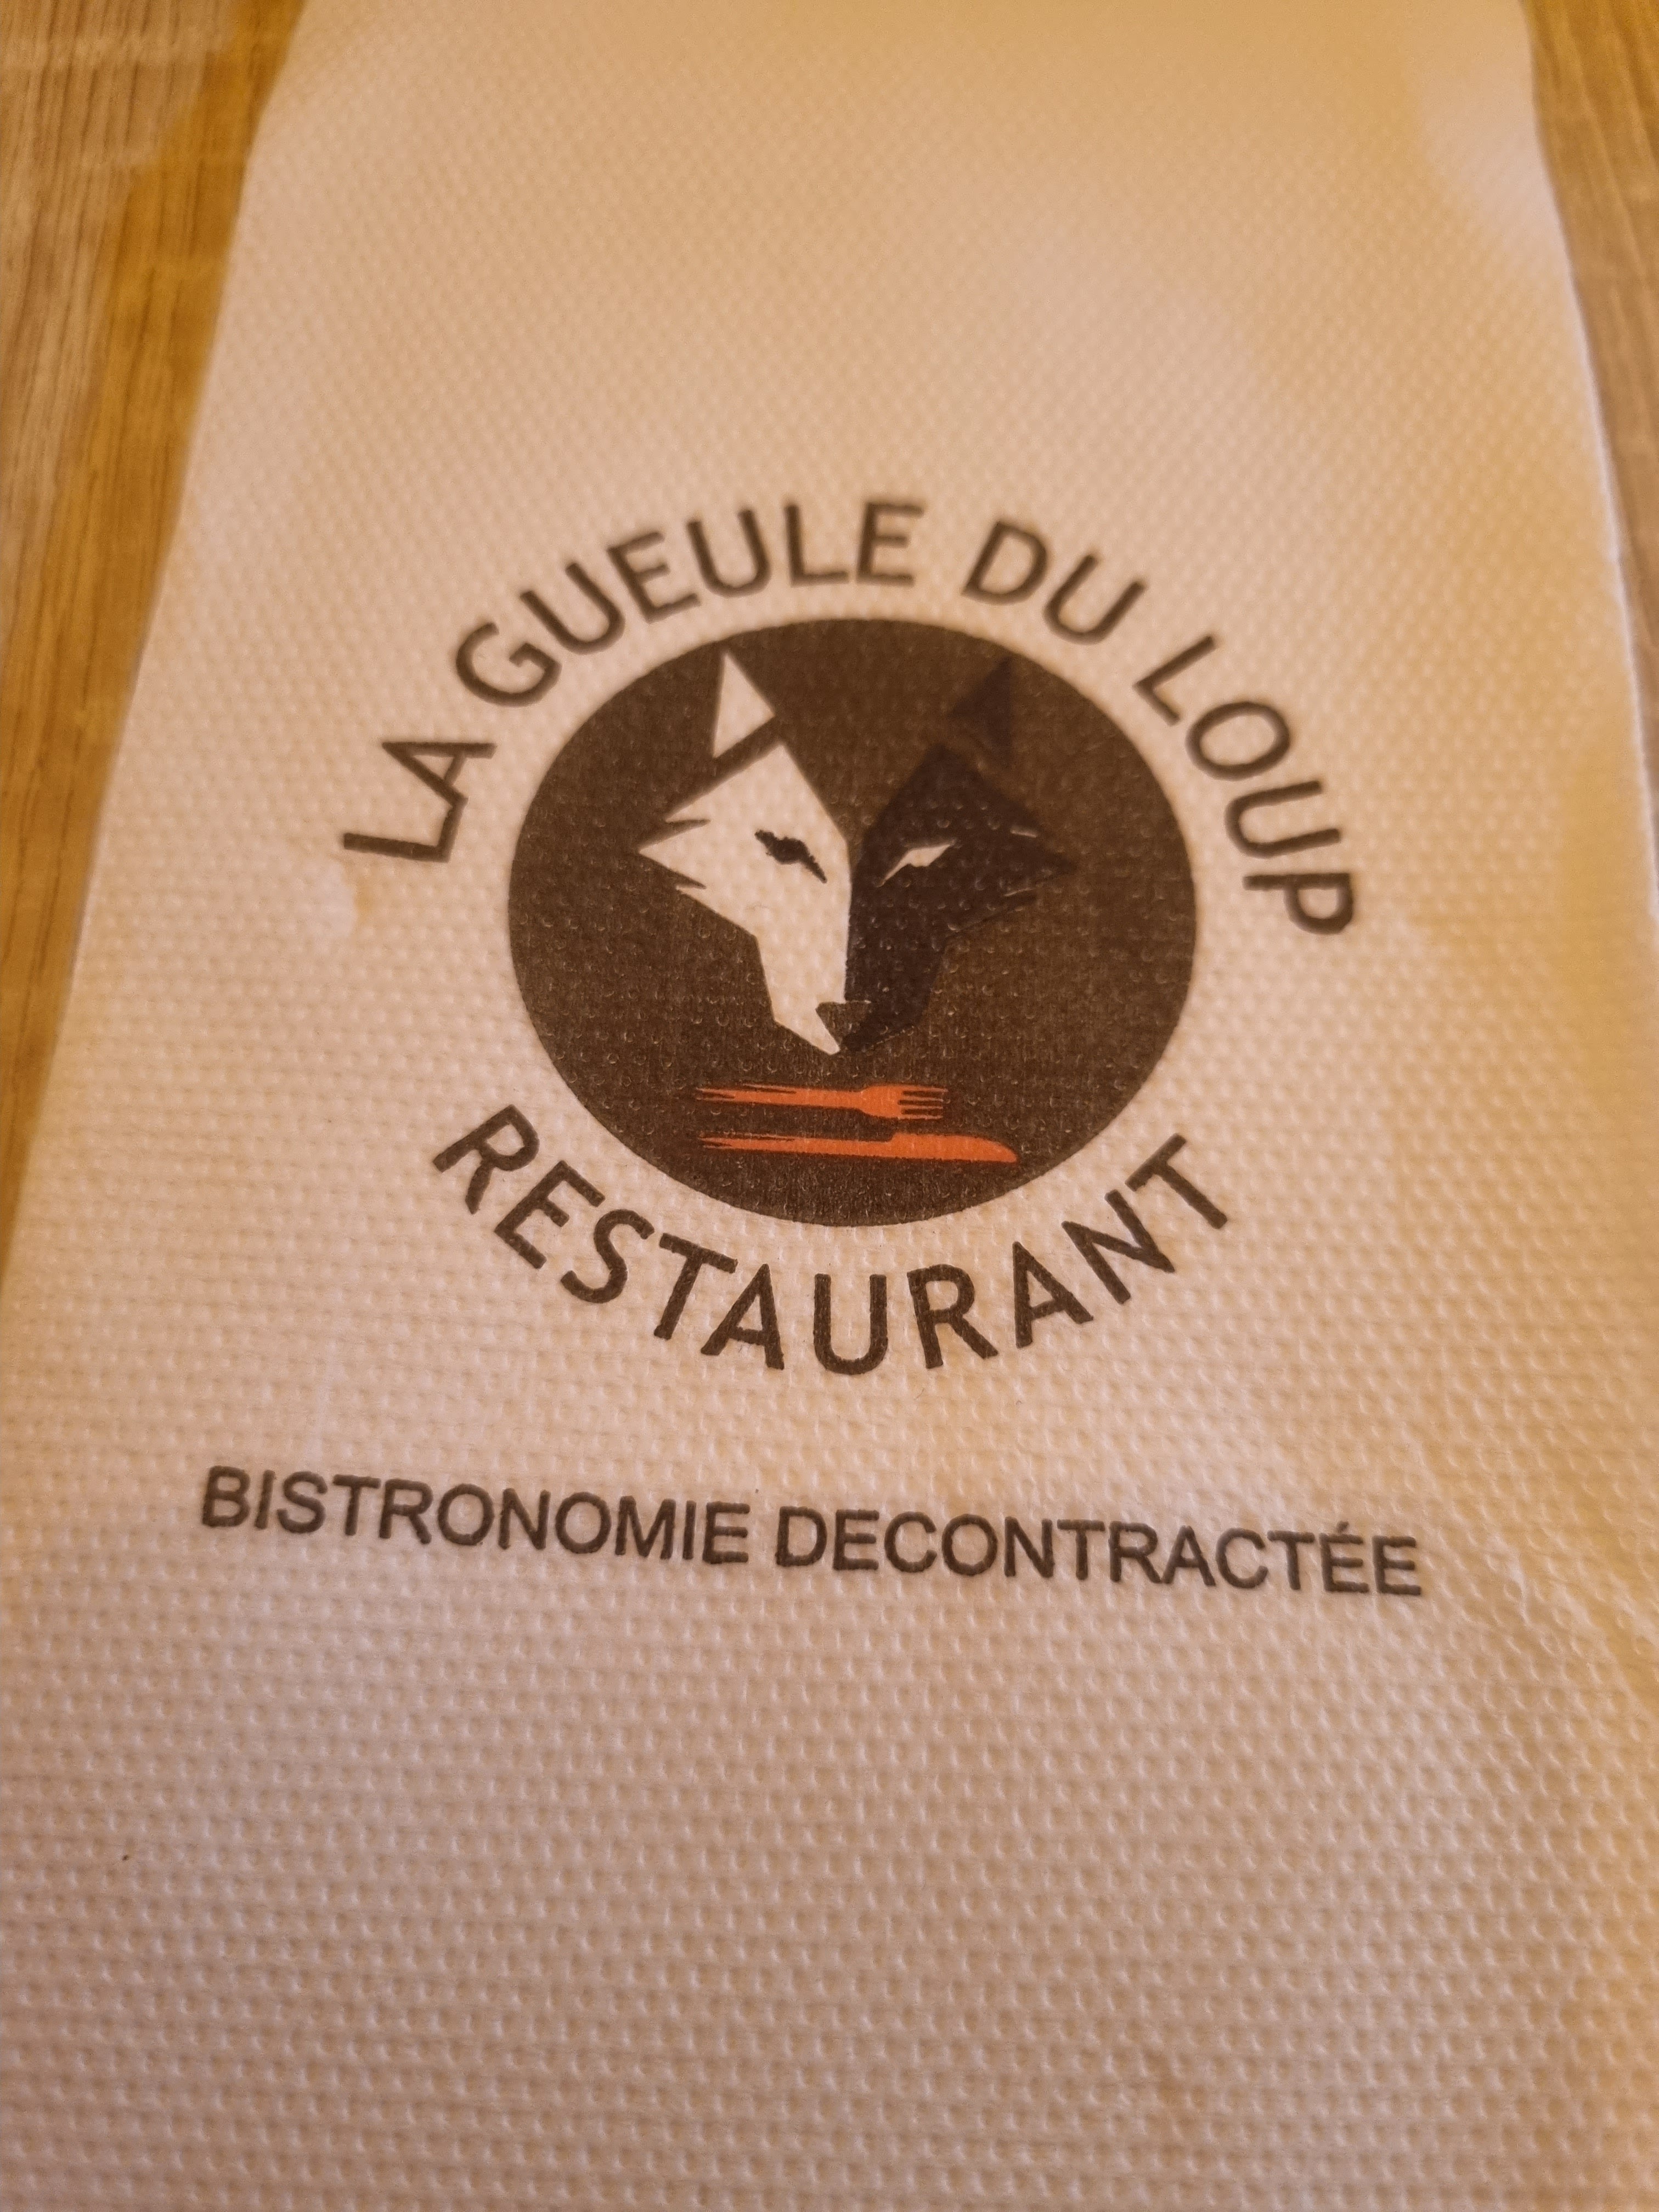 LA GUEULE DU LOUP
RESTAURANT
BISTRONOMIE DECONTRACTÉE